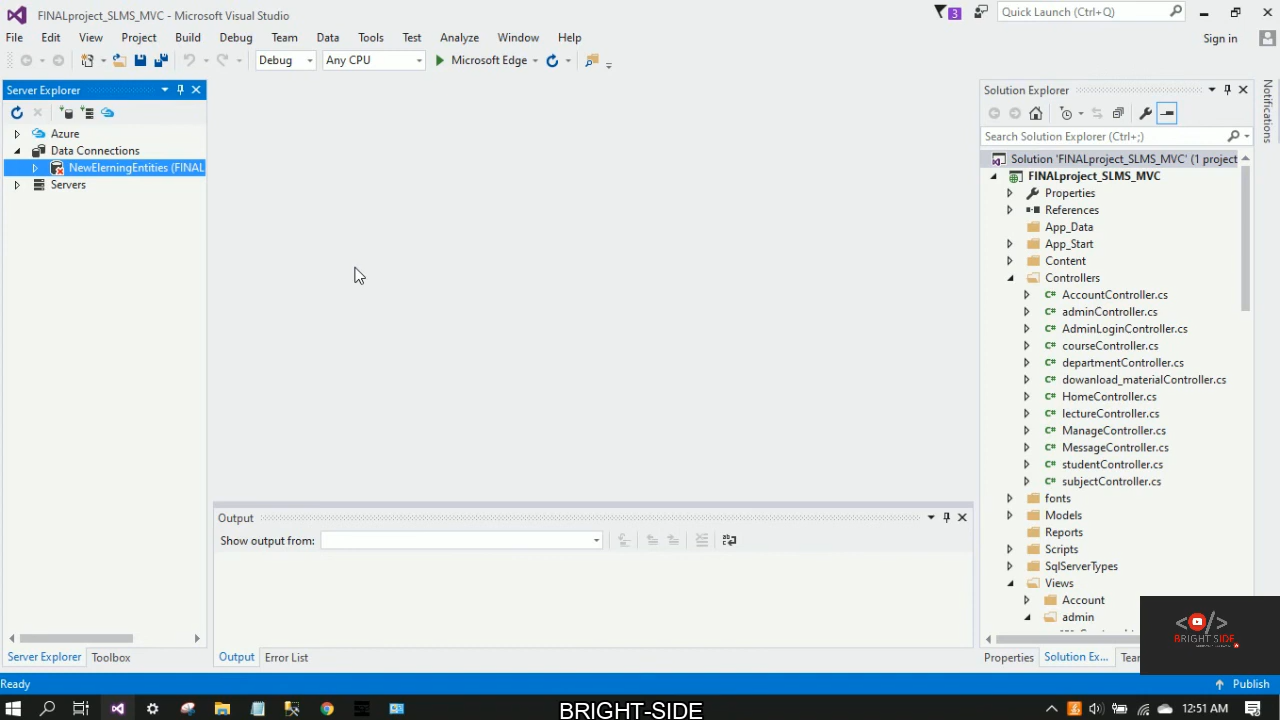 FINALproject_SLMS_MVC - Microsoft Visual Studio
3
Quick Launch (Ctrl+Q)
File Edit View Project Build Debug Team Data Tools Test Analyze Window Help
Sign in
Debug Any CPU Microsoft Edge
Server Explorer
Azure
Data Connections
NewElerningEntities (FINAL
Servers
Server Explorer Toolbox
Output
Show output from:
Output Error List
Solution Explorer
Search Solution Explorer (Ctrl+;)
Solution 'FINALproject_SLMS_MVC' (1 project
FINALproject_SLMS_MVC
Properties
References
App_Data
App_Start
Content
Controllers
C# AccountController.cs
C# adminController.cs
C# AdminLoginController.cs
C# courseController.cs
C# departmentController.cs
C# dowanload_materialController.cs
C# HomeController.cs
C# lectureController.cs
C# ManageController.cs
C# MessageController.cs
C# studentController.cs
C# subjectController.cs
fonts
Models
Reports
Scripts
SqlServerTypes
Views
Account
admin
Properties Solution Ex... Tear
Notifications
BRIGHT SIDE
Ready
Publish
BRIGHT-SIDE
12:51 AM